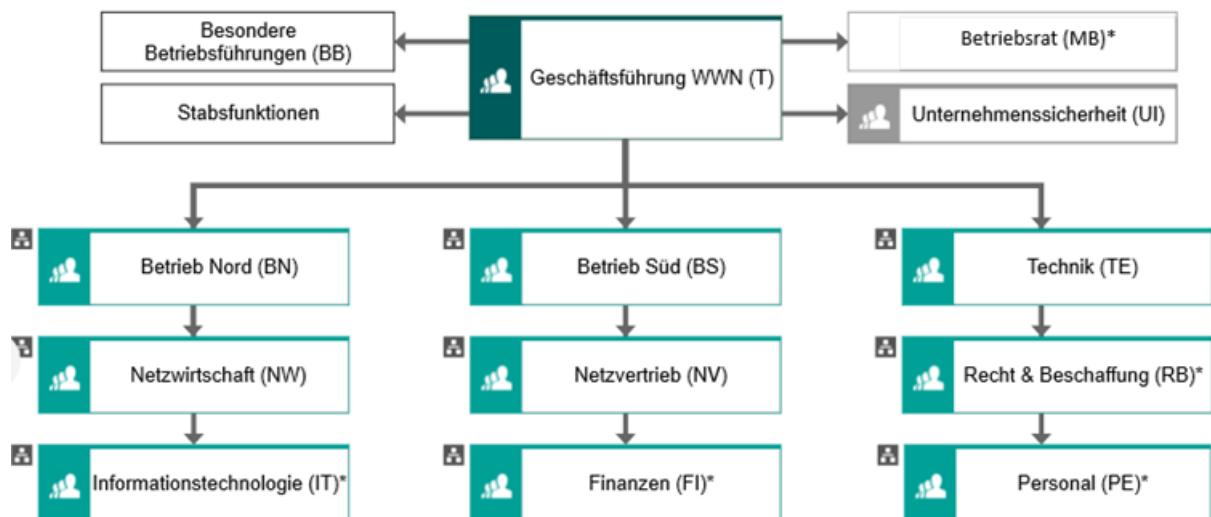 Besondere
Betriebsführungen (BB)
Geschäftsführung WWN (T)
Betriebsrat (MB)*
Stabsfunktionen
Unternehmenssicherheit (UI)
Betrieb Nord (BN)
Betrieb Süd (BS)
Technik (TE)
Netzwirtschaft (NW)
Netzvertrieb (NV)
Recht & Beschaffung (RB)*
Informationstechnologie (IT)*
Finanzen (FI)*
Personal (PE)*